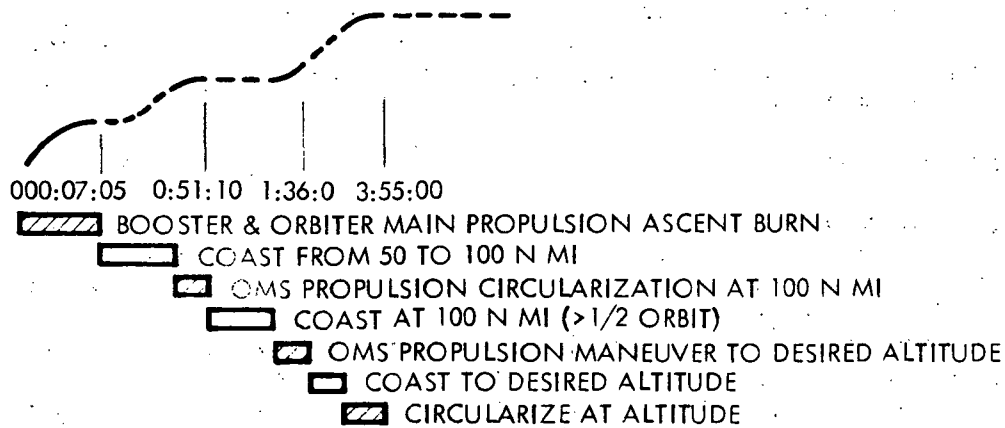 000:07:05 0:51:10 1:36:0 3:55:00
BOOSTER & ORBITER MAIN PROPULSION ASCENT BURN
COAST FROM 50 TO 100 N MI
OMS PROPULSION CIRCULARIZATION AT 100 N MI
COAST AT 100 N MI (>1/2 ORBIT)
OMS PROPULSION MANEUVER TO DESIRED ALTITUDE
COAST TO DESIRED ALTITUDE
CIRCULARIZE AT ALTITUDE